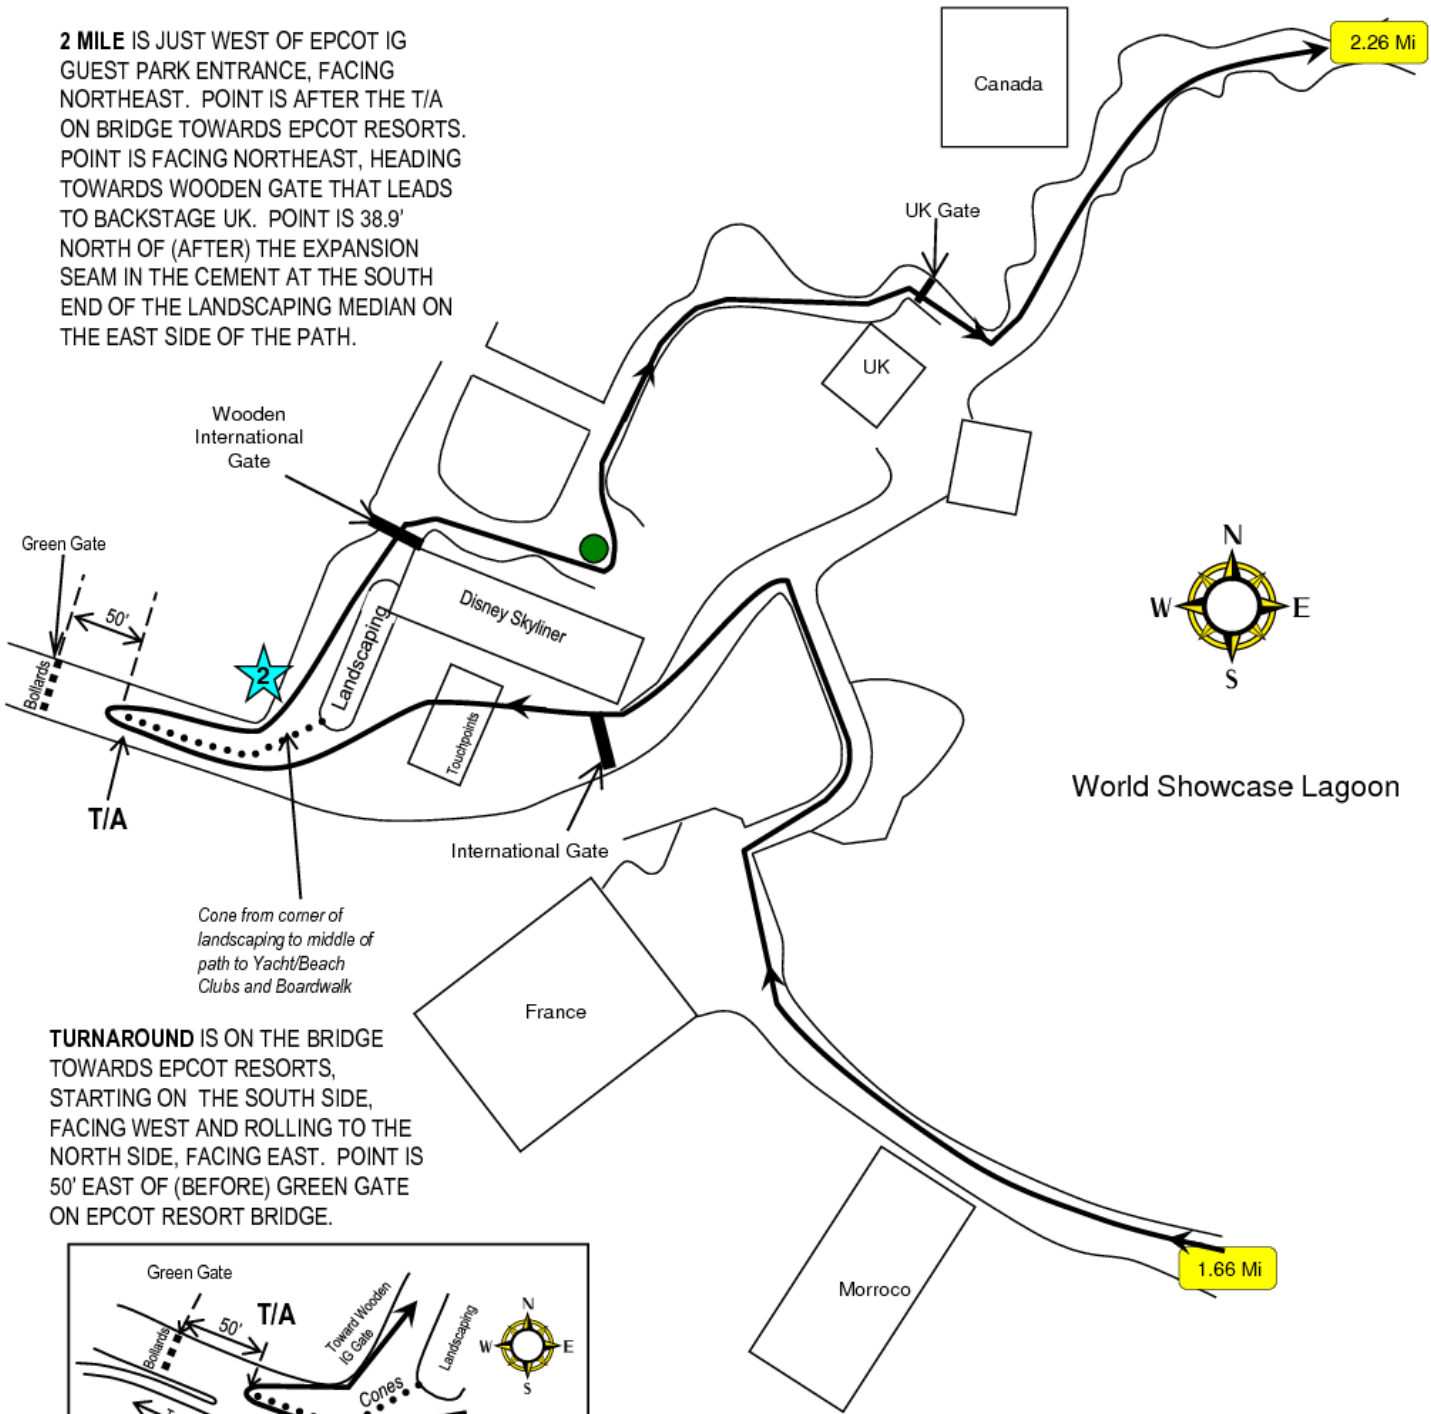 2 MILE IS JUST WEST OF EPCOT IG
GUEST PARK ENTRANCE, FACING
NORTHEAST. POINT IS AFTER THE T/A
ON BRIDGE TOWARDS EPCOT RESORTS.
POINT IS FACING NORTHEAST, HEADING
TOWARDS WOODEN GATE THAT LEADS
TO BACKSTAGE UK. POINT IS 38.9'
NORTH OF (AFTER) THE EXPANSION
SEAM IN THE CEMENT AT THE SOUTH
END OF THE LANDSCAPING MEDIAN ON
THE EAST SIDE OF THE PATH.
2.26 Mi
Canada
UK Gate
UK
Wooden
International
Gate
Green Gate
50'
Bollards
2
Landscaping
Disney Skyliner
Touchpoints
N
W
E
S
T/A
World Showcase Lagoon
International Gate
Cone from corner of
landscaping to middle of
path to Yacht/Beach
Clubs and Boardwalk
France
TURNAROUND IS ON THE BRIDGE
TOWARDS EPCOT RESORTS,
STARTING ON THE SOUTH SIDE,
FACING WEST AND ROLLING TO THE
NORTH SIDE, FACING EAST. POINT IS
50' EAST OF (BEFORE) GREEN GATE
ON EPCOT RESORT BRIDGE.
1.66 Mi
Morroco
Green Gate
T/A
50'
Bollards
Toward Wooden
IG Gate
Landscaping
Cones
N
W
E
S